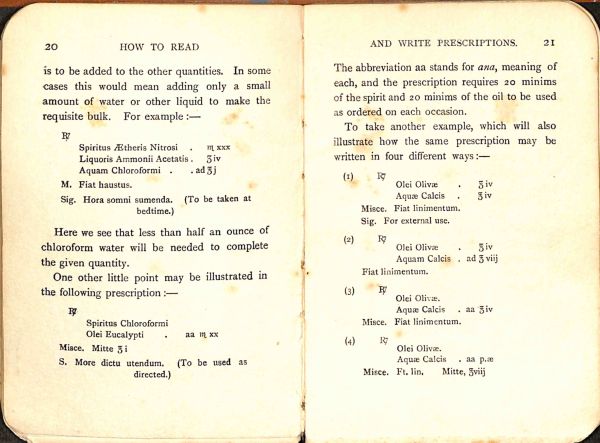 20 HOW TO READ
is to be added to the other quantities. In some
cases this would mean adding only a small
amount of water or other liquid to make the
requisite bulk. For example :—
℞
Spiritus Ætheris Nitrosi . ♏ xxx
Liquoris Ammonii Acetatis . ʒ iv
Aquam Chloroformi . . ad ℥ j
M. Fiat haustus.
Sig. Hora somni sumenda. (To be taken at
bedtime.)
Here we see that less than half an ounce of
chloroform water will be needed to complete
the given quantity.
One other little point may be illustrated in
the following prescription :—
℞
Spiritus Chloroformi
Olei Eucalypti . aa ♏ xx
Misce. Mitte ℥ i
S. More dictu utendum. (To be used as
directed.)
AND WRITE PRESCRIPTIONS. 21
The abbreviation aa stands for ana, meaning of
each, and the prescription requires 20 minims
of the spirit and 20 minims of the oil to be used
as ordered on each occasion.
To take another example, which will also
illustrate how the same prescription may be
written in four different ways :—
(1) ℞
Olei Olivæ . ℥ iv
Aquæ Calcis . ℥ iv
Misce. Fiat linimentum.
Sig. For external use.
(2) ℞
Olei Olivæ . ℥ iv
Aquam Calcis . ad ℥ viij
Fiat linimentum.
(3) ℞
Olei Olivæ.
Aquæ Calcis . aa ℥ iv
Misce. Fiat linimentum.
(4) ℞
Olei Olivæ.
Aquæ Calcis . aa p.æ
Misce. Ft. lin. Mitte, ℥viij